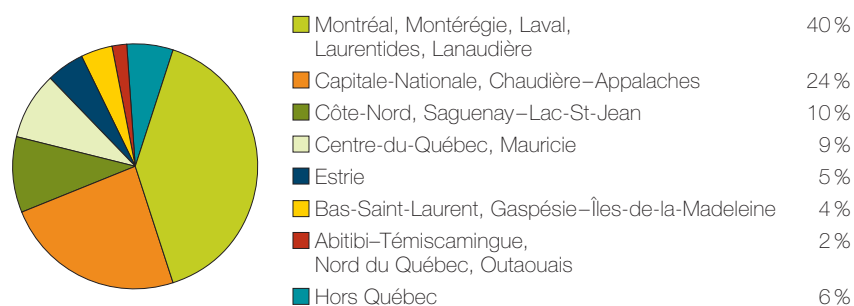 Montréal, Montérégie, Laval, 40 %
Laurentides, Lanaudière
Capitale-Nationale, Chaudière–Appalaches 24 %
Côte-Nord, Saguenay–Lac-St-Jean 10 %
Centre-du-Québec, Mauricie 9 %
Estrie 5 %
Bas-Saint-Laurent, Gaspésie–Îles-de-la-Madeleine 4 %
Abitibi–Témiscamingue, 2 %
Nord du Québec, Outaouais
Hors Québec 6 %